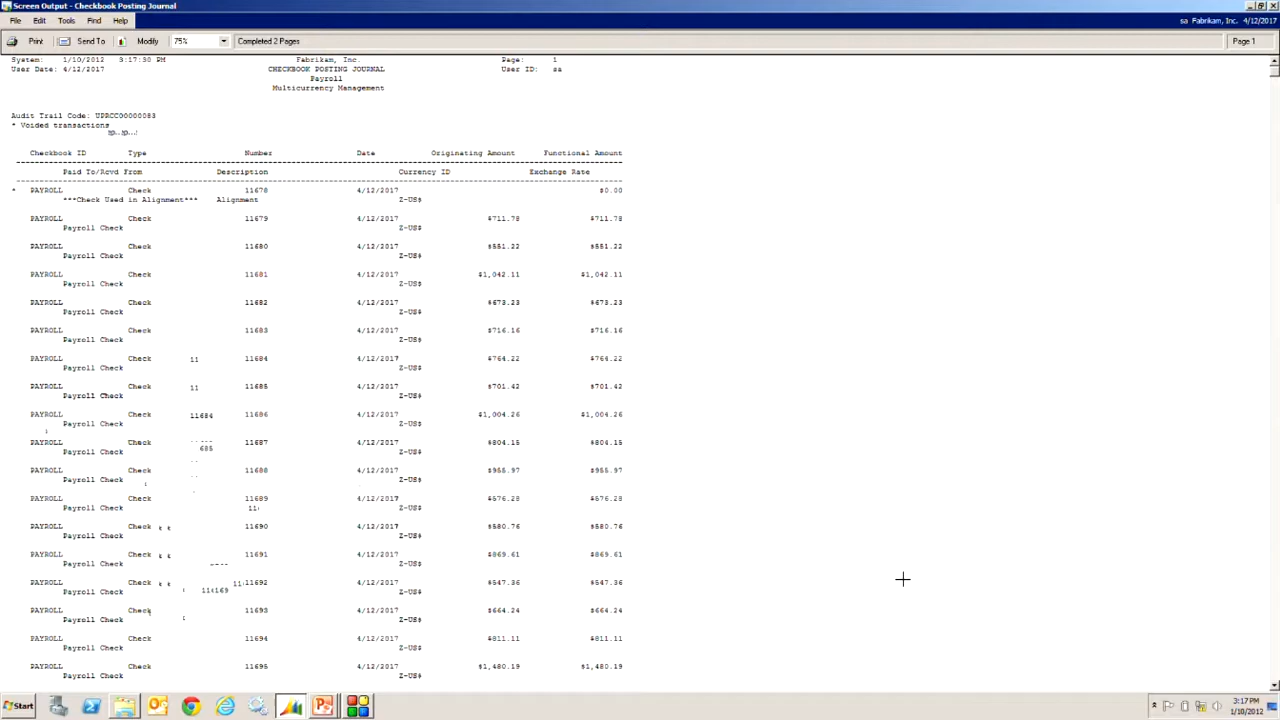 Screen Output - Checkbook Posting Journal
File Edit Tools Find Help sa Fabrikam, Inc. 4/12/2017
Print Send To Modify 75% Completed 2 Pages Page 1
System: 1/10/2012 3:17:30 PM Fabrikam, Inc. Page: 1
User Date: 4/12/2017 CHECKBOOK POSTING JOURNAL User ID: sa
Payroll
Multicurrency Management
Audit Trail Code: UPRCC00000083
* Voided transactions
Checkbook ID Type Number Date Originating Amount Functional Amount
Paid To/Rcvd From Description Currency ID Exchange Rate
* PAYROLL Check 11678 4/12/2017 $0.00
***Check Used in Alignment*** Alignment Z-US$
PAYROLL Check 11679 4/12/2017 $711.78 $711.78
Payroll Check Z-US$
PAYROLL Check 11680 4/12/2017 $551.22 $551.22
Payroll Check Z-US$
PAYROLL Check 11681 4/12/2017 $1,042.11 $1,042.11
Payroll Check Z-US$
PAYROLL Check 11682 4/12/2017 $673.23 $673.23
Payroll Check Z-US$
PAYROLL Check 11683 4/12/2017 $716.16 $716.16
Payroll Check Z-US$
PAYROLL Check 11 11684 4/12/2017 $764.22 $764.22
Payroll Check Z-US$
PAYROLL Check 11 11685 4/12/2017 $701.42 $701.42
Payroll Check Z-US$
PAYROLL Check 11684 11686 4/12/2017 $1,004.26 $1,004.26
Payroll Check Z-US$
PAYROLL Check 11687 4/12/2017 $804.15 $804.15
685
Payroll Check Z-US$
PAYROLL Check 11688 4/12/2017 $955.97 $955.97
Payroll Check Z-US$
PAYROLL Check 11689 4/12/2017 $576.28 $576.28
Payroll Check 11 Z-US$
PAYROLL Check k k 11690 4/12/2017 $580.76 $580.76
Payroll Check Z-US$
PAYROLL Check k k 11691 4/12/2017 $869.61 $869.61
Payroll Check Z-US$
PAYROLL Check k k 11692 4/12/2017 $547.36 $547.36
Payroll Check Z-US$
PAYROLL Check 11693 4/12/2017 $664.24 $664.24
Payroll Check Z-US$
PAYROLL Check 11694 4/12/2017 $811.11 $811.11
Payroll Check Z-US$
PAYROLL Check 11695 4/12/2017 $1,480.19 $1,480.19
Payroll Check Z-US$
Start 3:17 PM
1/10/2012